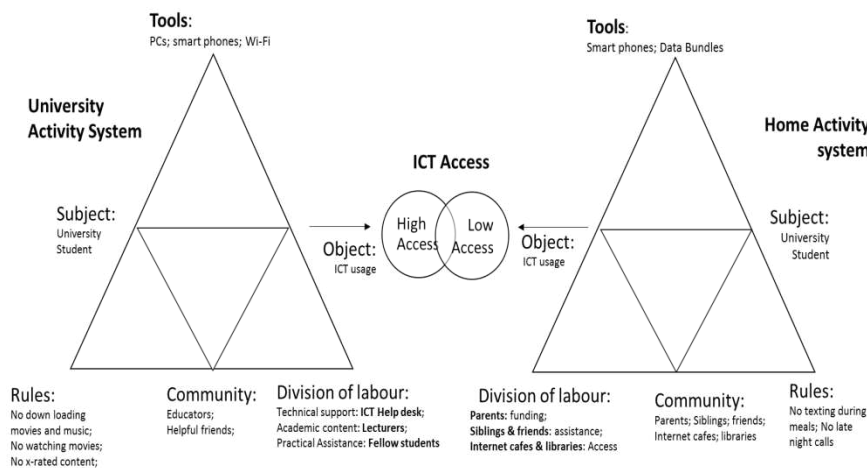 Tools:
PCs; smart phones; Wi-Fi
University
Activity System
Subject:
University
Student
Object:
ICT usage
Rules:
No down loading
movies and music;
No watching movies;
No x-rated content;
Community:
Educators;
Helpful friends;
Division of labour:
Technical support: ICT Help desk;
Academic content: Lecturers;
Practical Assistance: Fellow students
ICT Access
High
Access
Low
Access
Tools:
Smart phones; Data Bundles
Home Activity
system
Object:
ICT usage
Subject:
University
Student
Division of labour:
Parents: funding;
Siblings & friends: assistance;
Internet cafes & libraries: Access
Community:
Parents; Siblings; friends;
Internet cafes; libraries
Rules:
No texting during
meals; No late
night calls